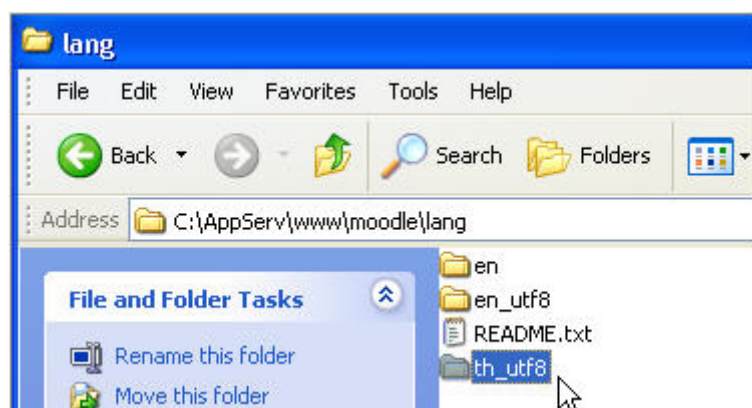 lang
File Edit View Favorites Tools Help
Back Search Folders
Address C:\AppServ\www\moodle\lang
File and Folder Tasks
Rename this folder
Move this folder
en
en_utf8
README.txt
th_utf8